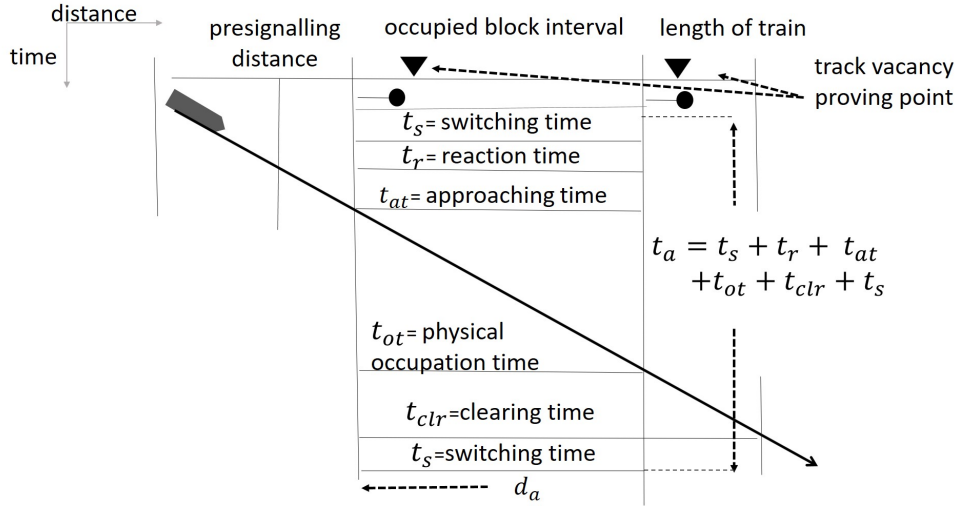 distance
time
presignalling
distance
occupied block interval
length of train
track vacancy
proving point
t_s= switching time
t_r= reaction time
t_at= approaching time
t_a = t_s + t_r + t_at
+t_ot + t_clr + t_s
t_ot= physical
occupation time
t_clr=clearing time
t_s=switching time
d_a